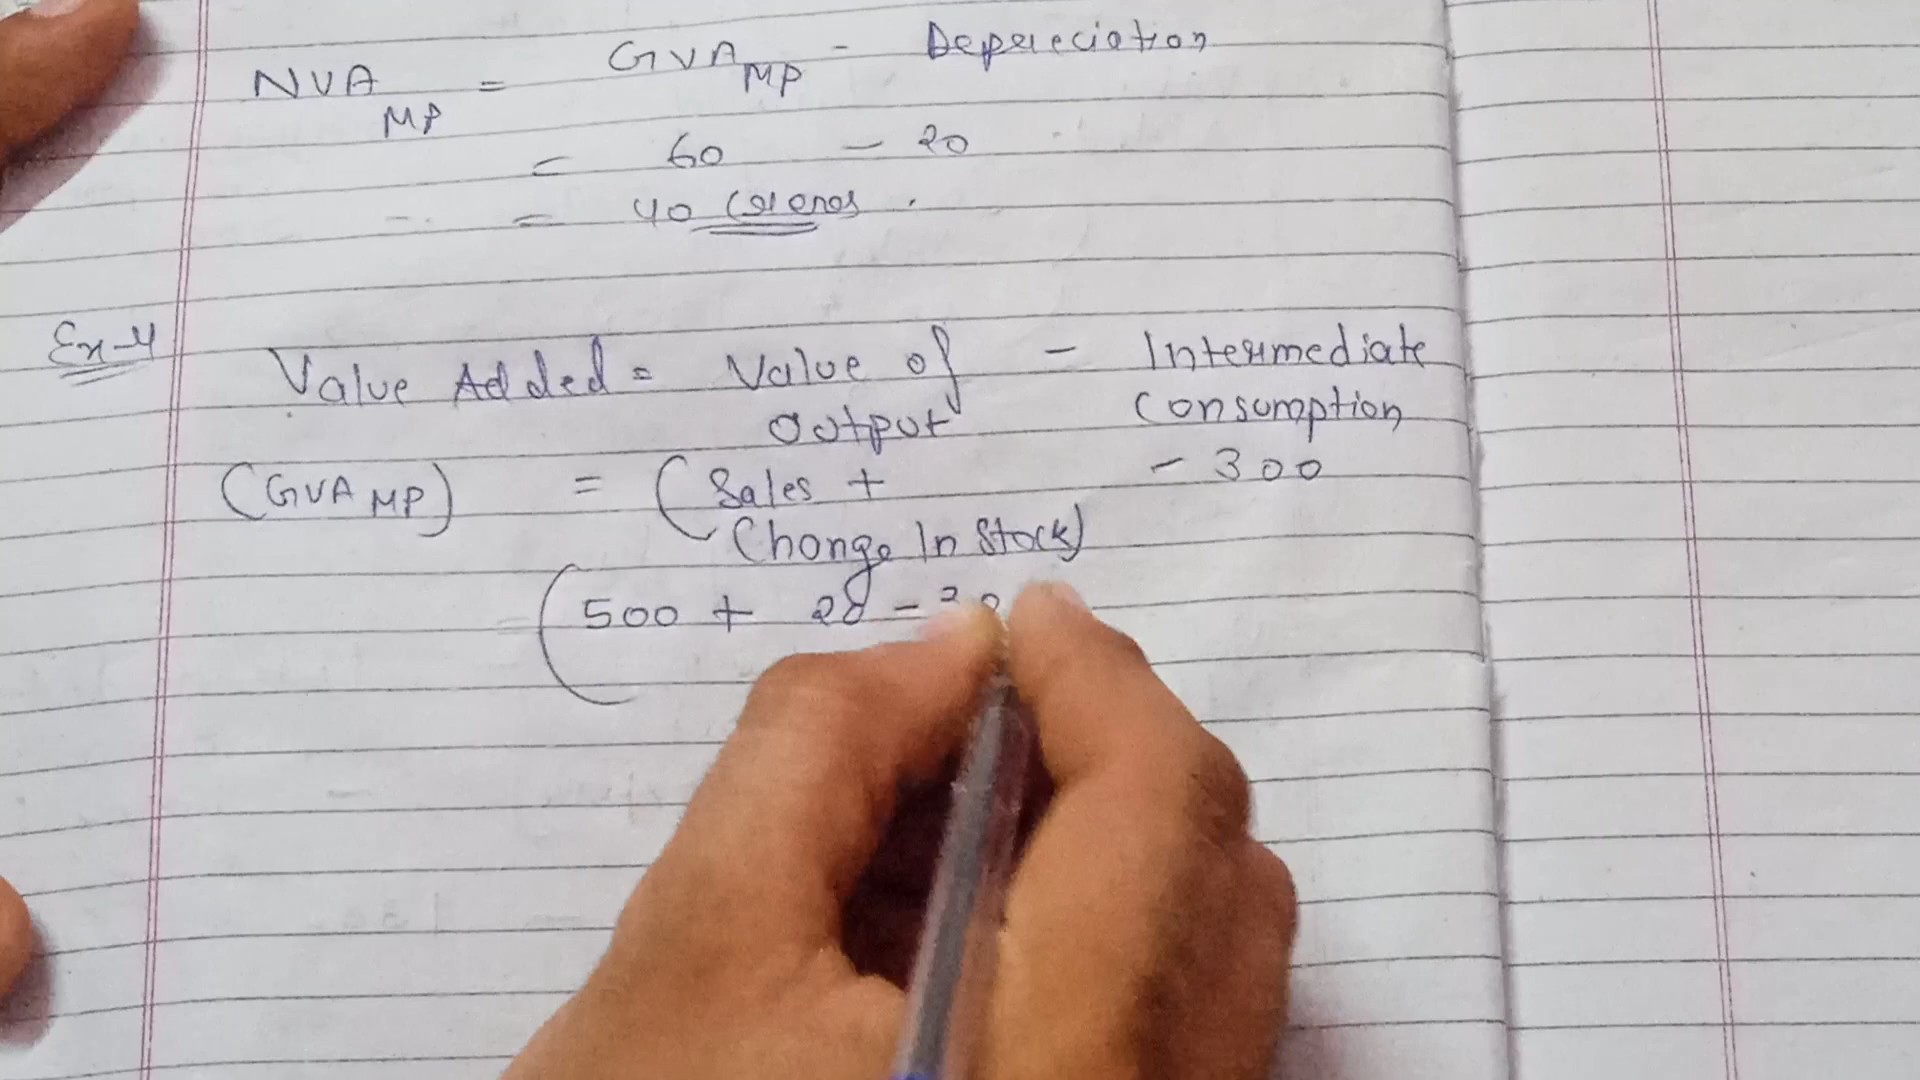 NVA MP = GVA MP - Depreciation
= 60 - 20
= 40 Crores.
Ex-4
Value Added = Value of output - Intermediate Consumption
(GVA MP) = (Sales + Change In Stock) - 300
(500 + 20 -